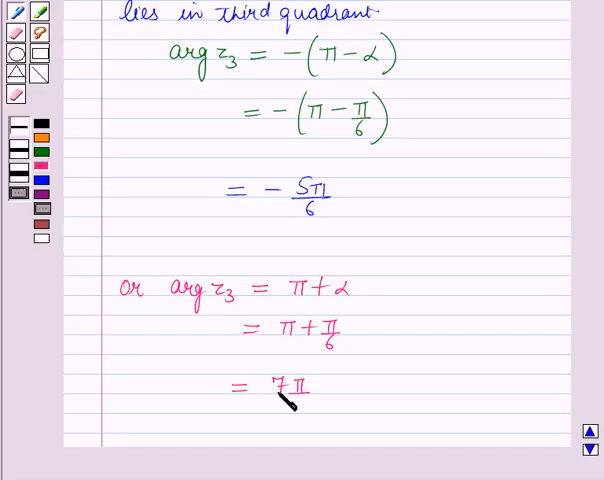 lies in third quadrant
arg z₃ = -(π - α)
= -(π - π/6)
= - 5π/6
or arg z₃ = π + α
= π + π/6
= 7π